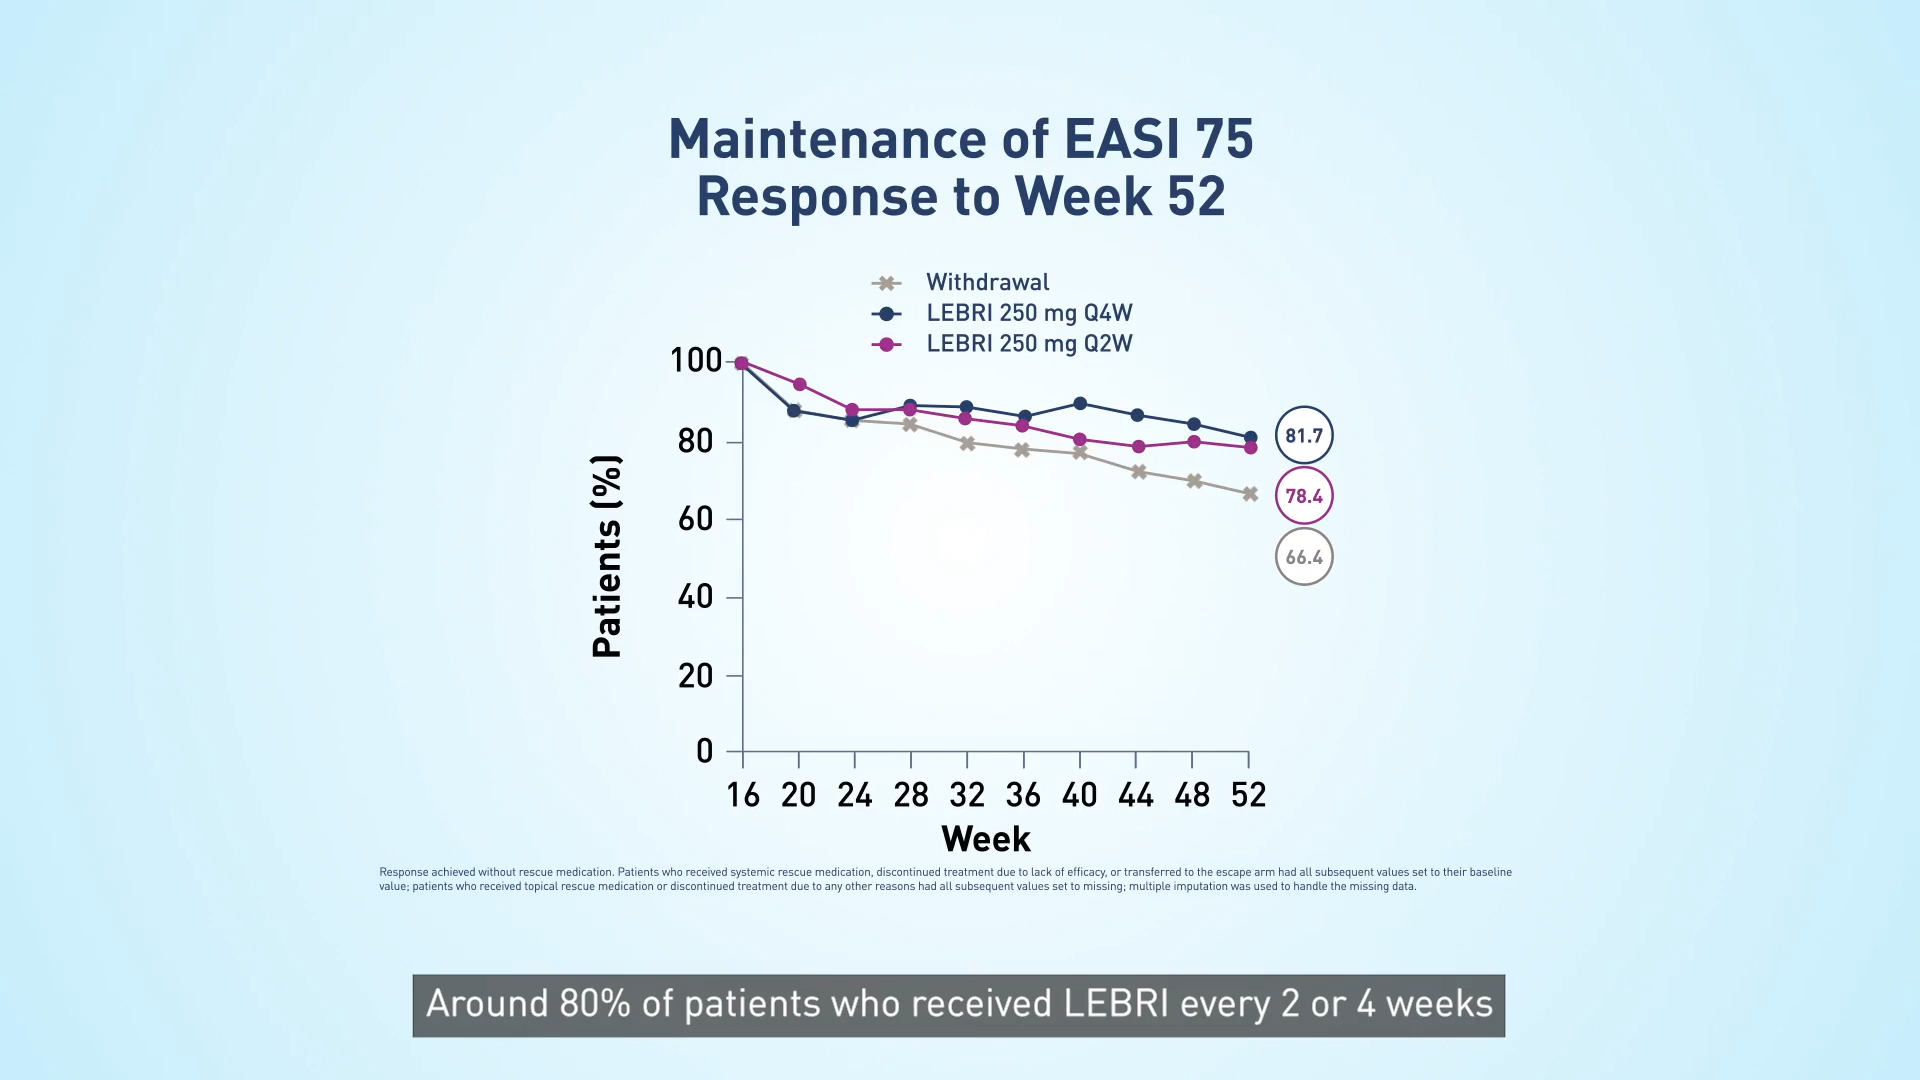 Maintenance of EASI 75
Response to Week 52
Withdrawal
LEBRI 250 mg Q4W
LEBRI 250 mg Q2W
100
80
60
40
20
0
Patients (%)
81.7
78.4
66.4
16 20 24 28 32 36 40 44 48 52
Week
Response achieved without rescue medication. Patients who received systemic rescue medication, discontinued treatment due to lack of efficacy, or transferred to the escape arm had all subsequent values set to their baseline
value; patients who received topical rescue medication or discontinued treatment due to any other reasons had all subsequent values set to missing; multiple imputation was used to handle the missing data.
Around 80% of patients who received LEBRI every 2 or 4 weeks